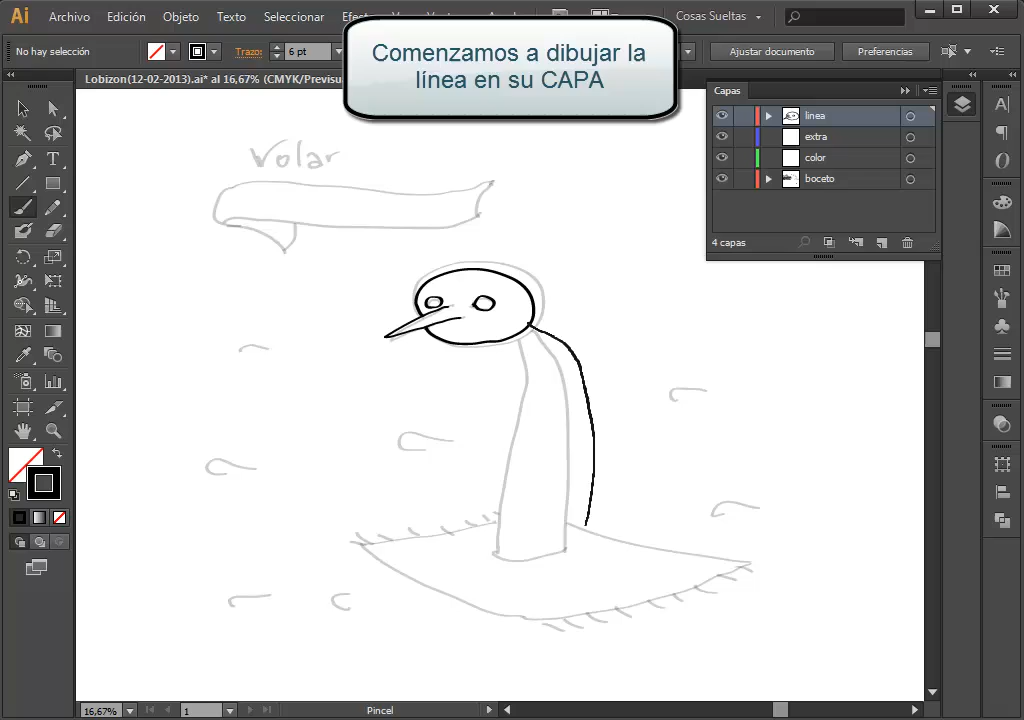 Ai Archivo Edición Objeto Texto Seleccionar Cosas Sueltas
Comenzamos a dibujar la
línea en su CAPA
No hay selección Trazo: 6 pt Ajustar documento Preferencias
Lobizon(12-02-2013).ai* al 16,67% (CMYK/Previsu
Capas
linea
extra
color
boceto
4 capas
Volar
16,67% 1 Pincel